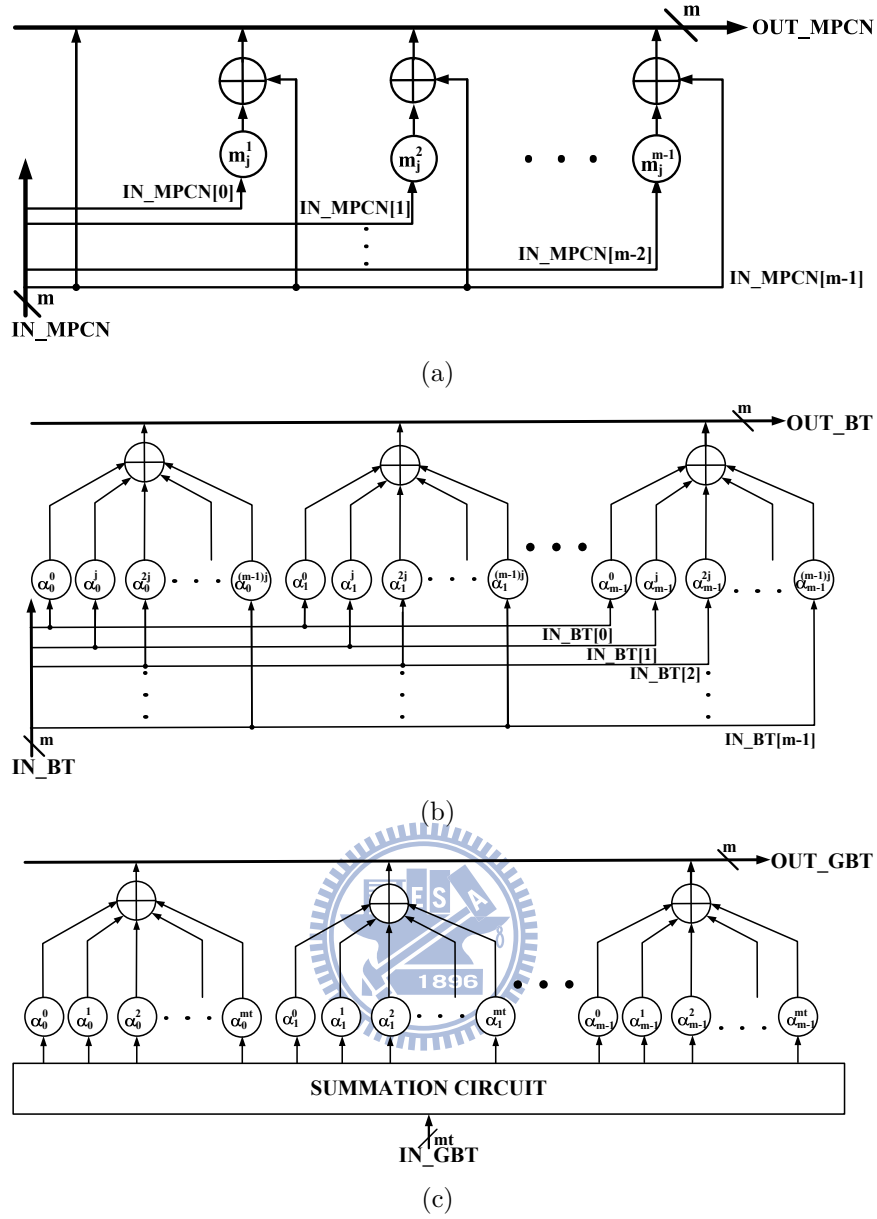 m
OUT_MPCN
m_j^1 m_j^2 . . . m_j^{m-1}
IN_MPCN[0]
IN_MPCN[1]
IN_MPCN[m-2]
IN_MPCN[m-1]
m
IN_MPCN
(a)
m
OUT_BT
α_0^0 α_0^j α_0^{2j} . . . α_0^{(m-1)j} α_1^0 α_1^j α_1^{2j} . . . α_1^{(m-1)j} . . . α_{m-1}^0 α_{m-1}^j α_{m-1}^{2j} . . . α_{m-1}^{(m-1)j}
IN_BT[0]
IN_BT[1]
IN_BT[2]
IN_BT[m-1]
m
IN_BT
(b)
m
OUT_GBT
E S A
1896
α_0^0 α_0^1 α_0^2 . . . α_0^{mt} α_1^0 α_1^1 α_1^2 . . . α_1^{mt} . . . α_{m-1}^0 α_{m-1}^1 α_{m-1}^2 . . . α_{m-1}^{mt}
SUMMATION CIRCUIT
mt
IN_GBT
(c)